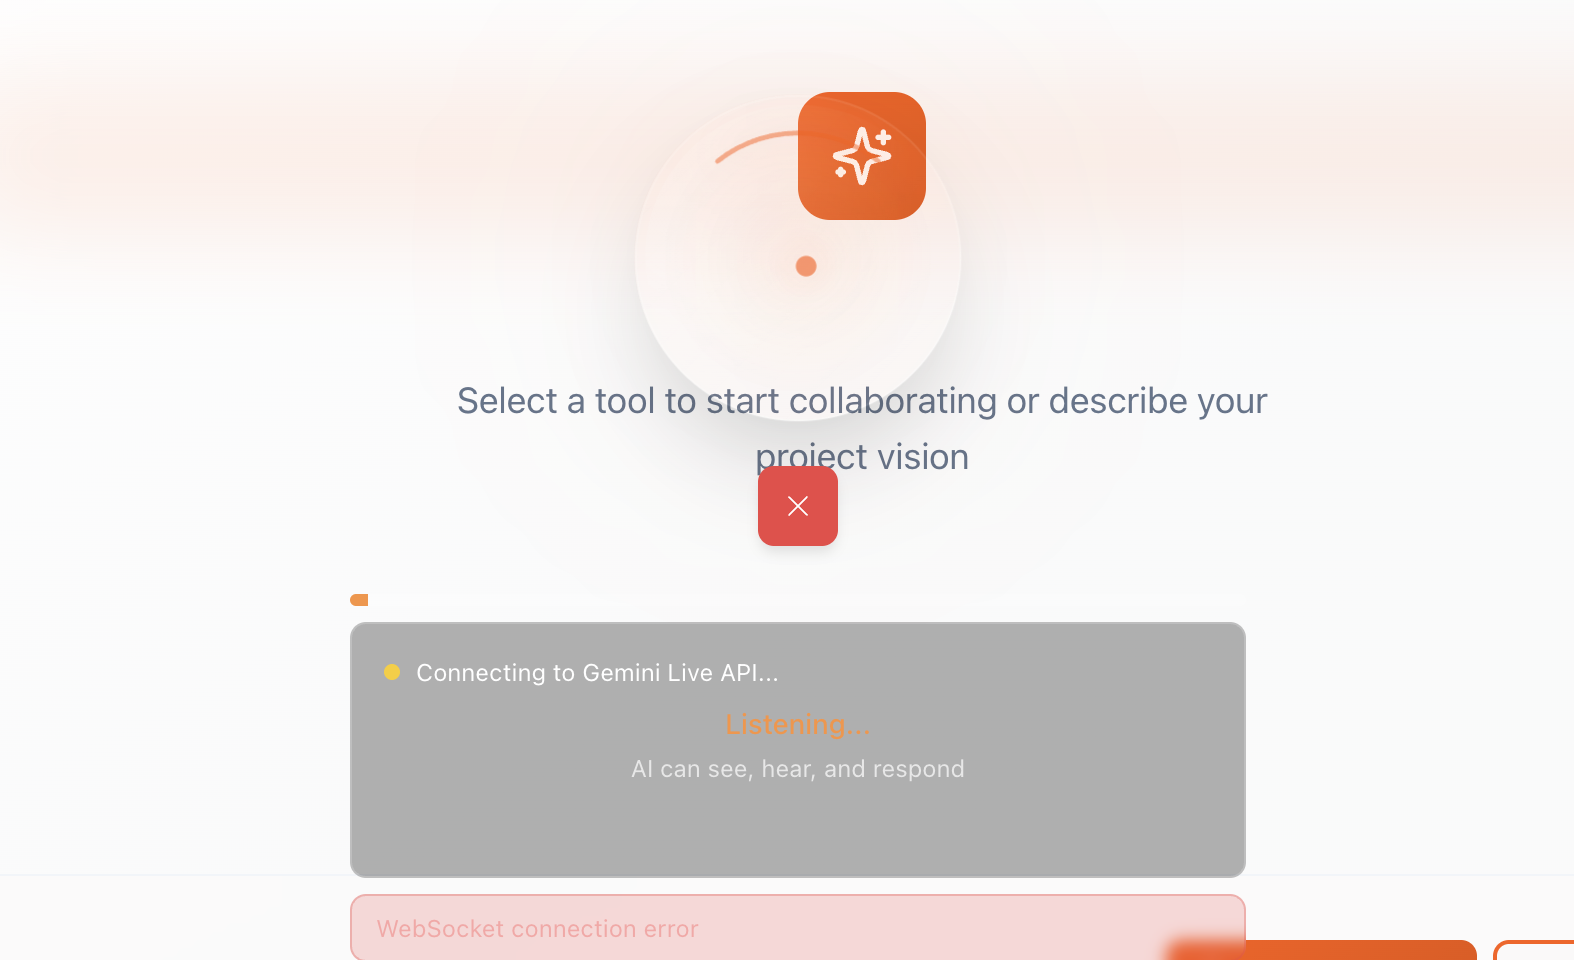 Select a tool to start collaborating or describe your
project vision
Connecting to Gemini Live API...
Listening...
AI can see, hear, and respond
WebSocket connection error